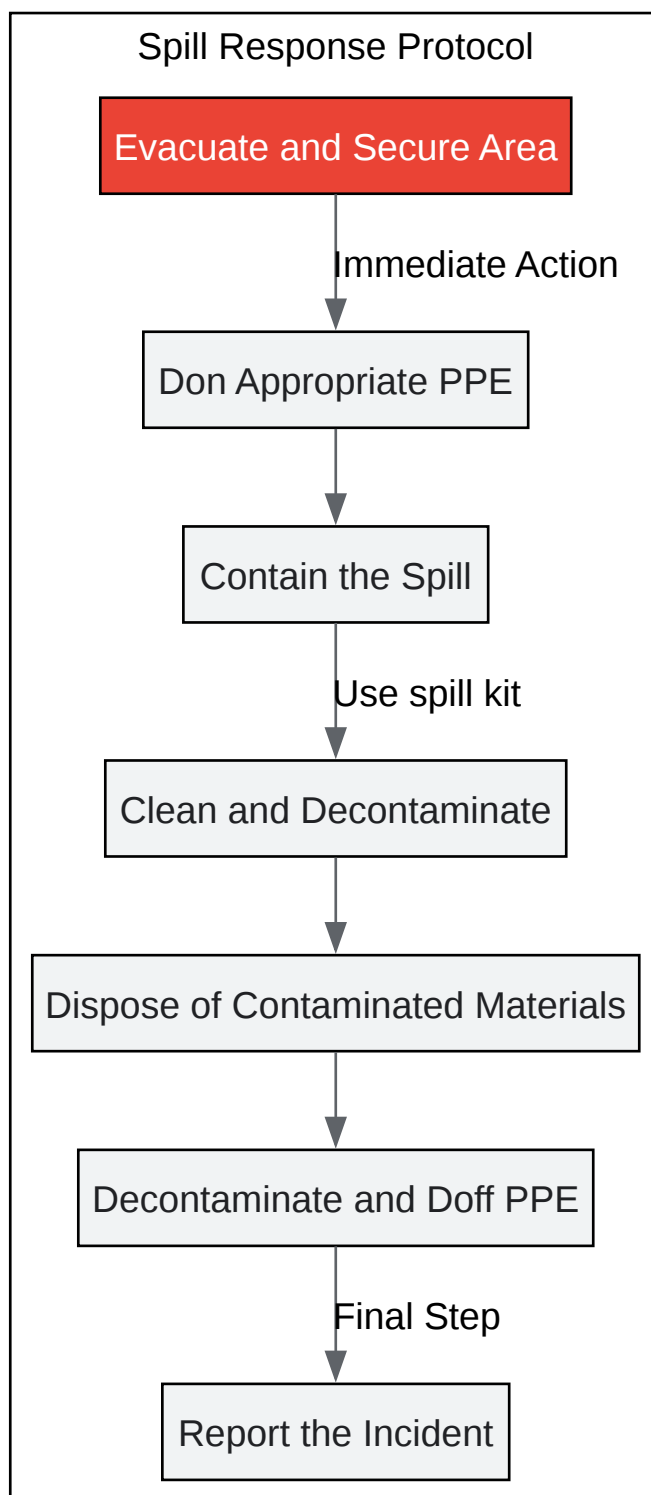 Spill Response Protocol
Evacuate and Secure Area
Immediate Action
Don Appropriate PPE
Contain the Spill
Use spill kit
Clean and Decontaminate
Dispose of Contaminated Materials
Decontaminate and Doff PPE
Final Step
Report the Incident